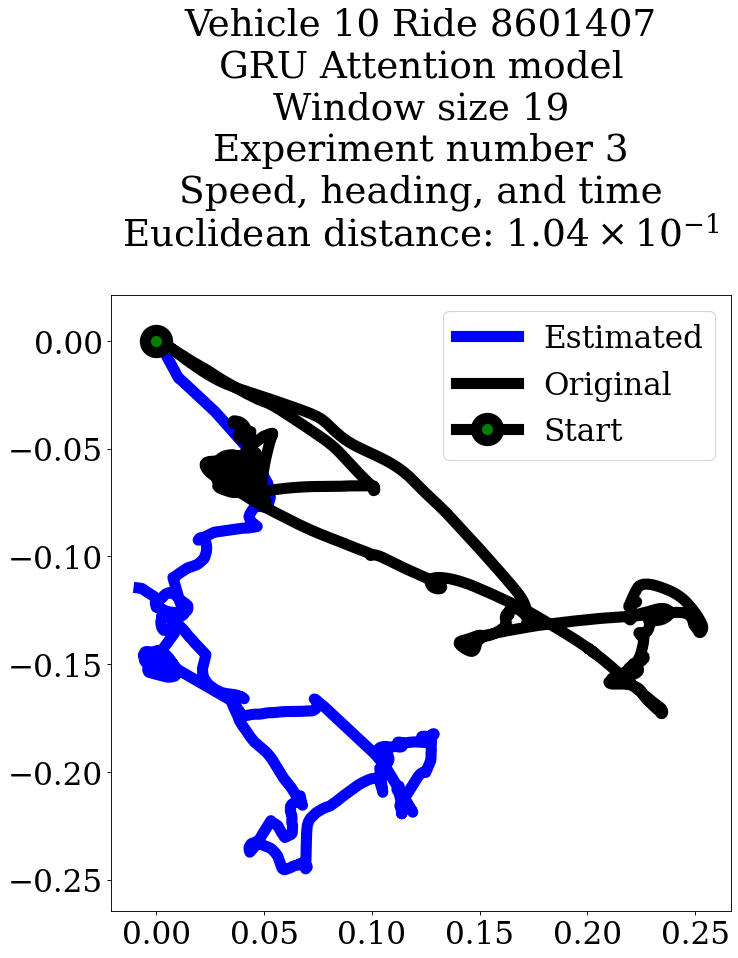 Vehicle 10 Ride 8601407
GRU Attention model
Window size 19
Experiment number 3
Speed, heading, and time
Euclidean distance: 1.04 × 10⁻¹
Estimated
Original
Start
0.00
−0.05
−0.10
−0.15
−0.20
−0.25
0.00 0.05 0.10 0.15 0.20 0.25